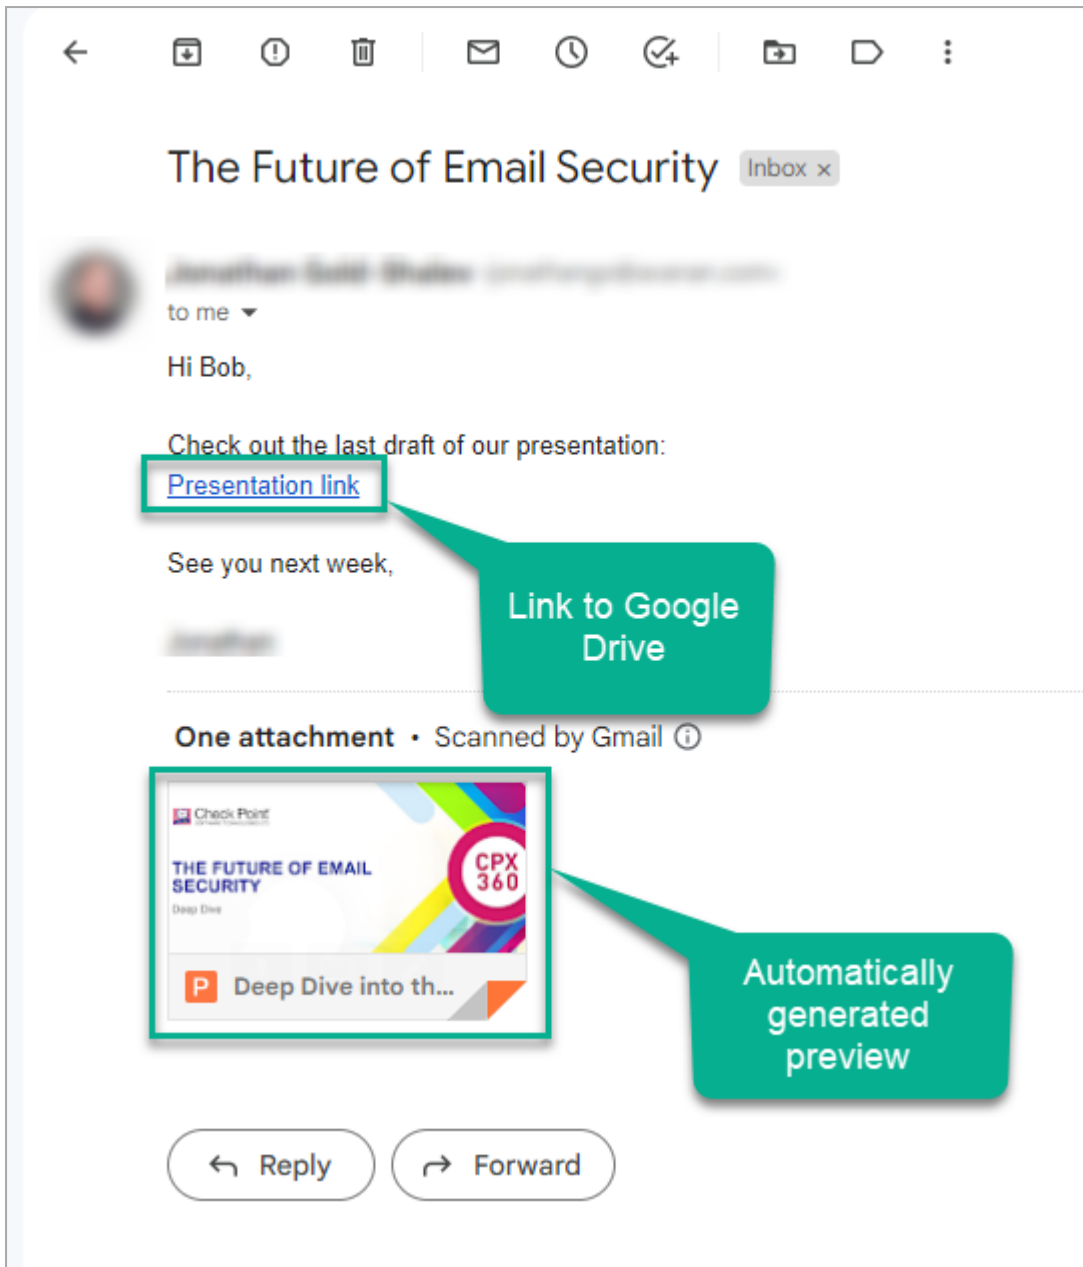 The Future of Email Security Inbox ×
to me
Hi Bob,
Check out the last draft of our presentation:
Presentation link
See you next week,
Link to Google
Drive
One attachment • Scanned by Gmail
Check Point
THE FUTURE OF EMAIL
SECURITY
Deep Dive
CPX
360
P Deep Dive into th...
Automatically
generated
preview
Reply
Forward